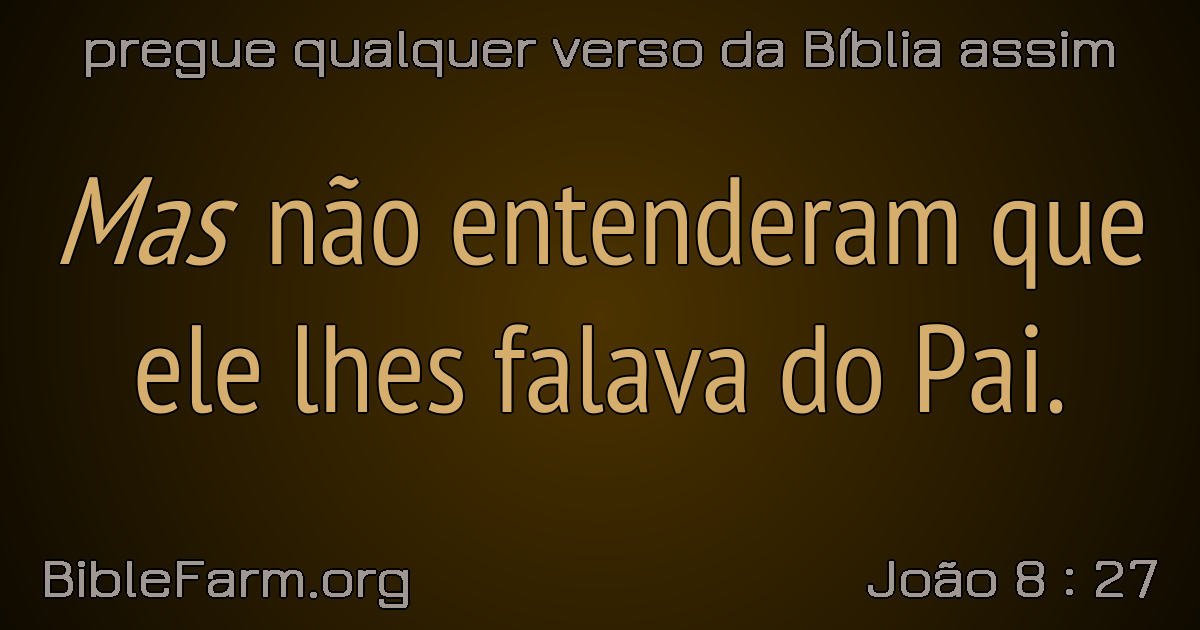 pregue qualquer verso da Bíblia assim
Mas não entenderam que
ele lhes falava do Pai.
BibleFarm.org
João 8 : 27